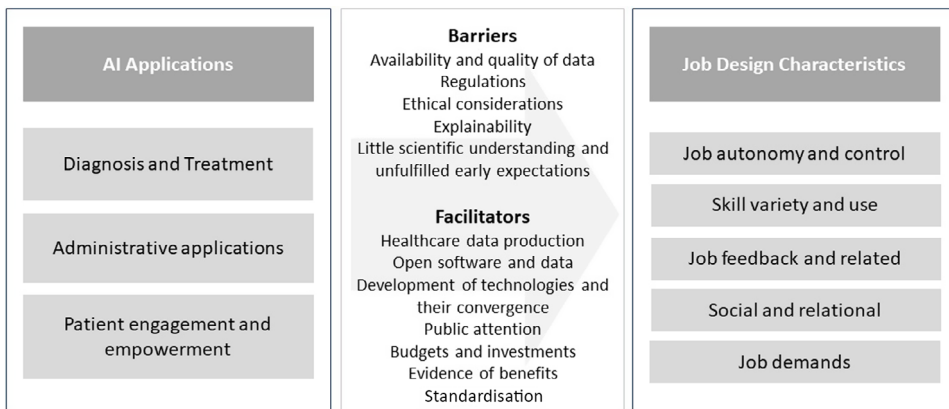 AI Applications
Diagnosis and Treatment
Administrative applications
Patient engagement and
empowerment
Barriers
Availability and quality of data
Regulations
Ethical considerations
Explainability
Little scientific understanding and
unfulfilled early expectations
Facilitators
Healthcare data production
Open software and data
Development of technologies and
their convergence
Public attention
Budgets and investments
Evidence of benefits
Standardisation
Job Design Characteristics
Job autonomy and control
Skill variety and use
Job feedback and related
Social and relational
Job demands